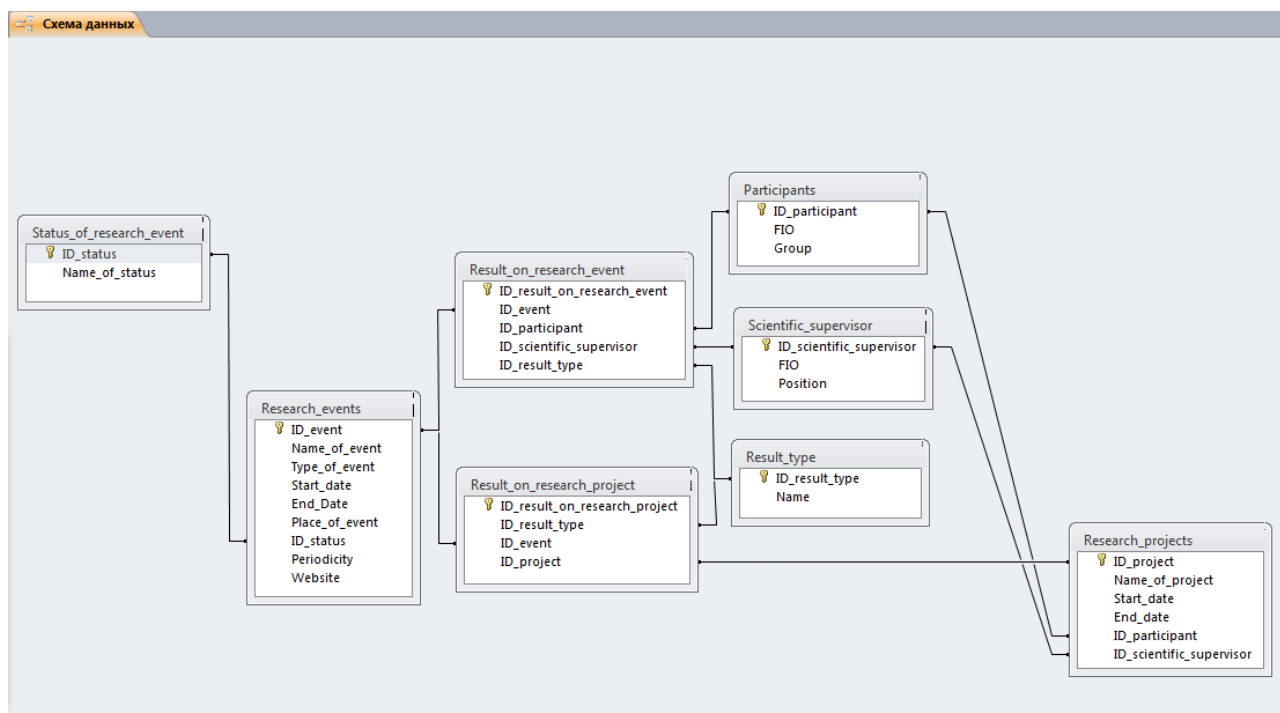 Схема данных
Status_of_research_event
ID_status
Name_of_status
Research_events
ID_event
Name_of_event
Type_of_event
Start_date
End_Date
Place_of_event
ID_status
Periodicity
Website
Result_on_research_event
ID_result_on_research_event
ID_event
ID_participant
ID_scientific_supervisor
ID_result_type
Result_on_research_project
ID_result_on_research_project
ID_result_type
ID_event
ID_project
Participants
ID_participant
FIO
Group
Scientific_supervisor
ID_scientific_supervisor
FIO
Position
Result_type
ID_result_type
Name
Research_projects
ID_project
Name_of_project
Start_date
End_date
ID_participant
ID_scientific_supervisor